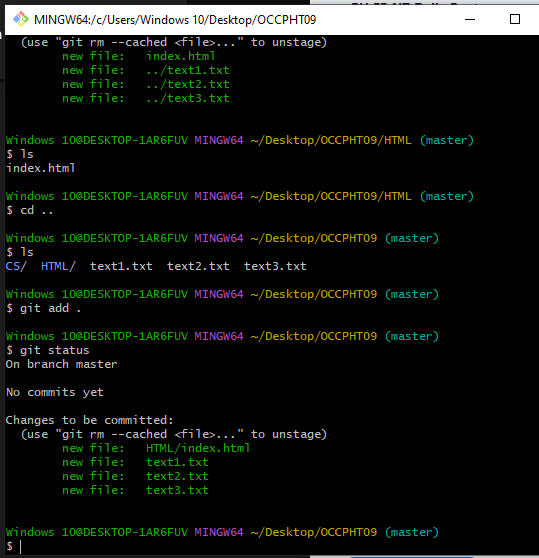 MINGW64:/c/Users/Windows 10/Desktop/OCCPHT09
(use "git rm --cached <file>..." to unstage)
new file:   index.html
new file:   ../text1.txt
new file:   ../text2.txt
new file:   ../text3.txt
Windows 10@DESKTOP-1AR6FUV MINGW64 ~/Desktop/OCCPHT09/HTML (master)
$ ls
index.html
Windows 10@DESKTOP-1AR6FUV MINGW64 ~/Desktop/OCCPHT09/HTML (master)
$ cd ..
Windows 10@DESKTOP-1AR6FUV MINGW64 ~/Desktop/OCCPHT09 (master)
$ ls
CS/  HTML/  text1.txt  text2.txt  text3.txt
Windows 10@DESKTOP-1AR6FUV MINGW64 ~/Desktop/OCCPHT09 (master)
$ git add .
Windows 10@DESKTOP-1AR6FUV MINGW64 ~/Desktop/OCCPHT09 (master)
$ git status
On branch master
No commits yet
Changes to be committed:
(use "git rm --cached <file>..." to unstage)
new file:   HTML/index.html
new file:   text1.txt
new file:   text2.txt
new file:   text3.txt
Windows 10@DESKTOP-1AR6FUV MINGW64 ~/Desktop/OCCPHT09 (master)
$